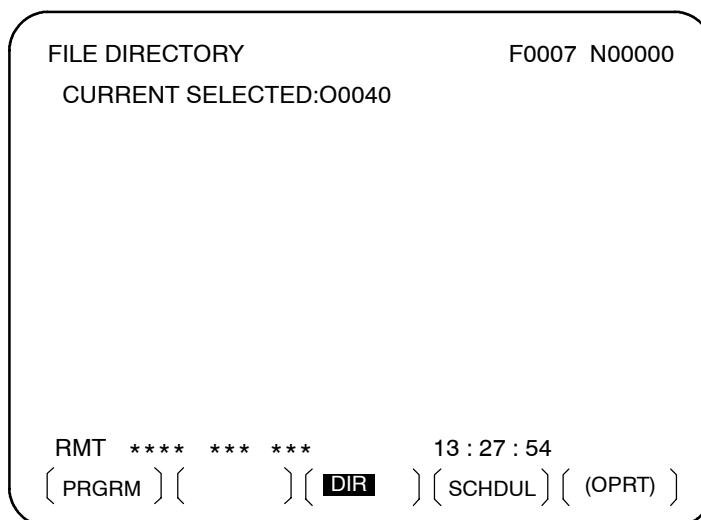 FILE DIRECTORY F0007 N00000
CURRENT SELECTED:O0040
RMT **** *** *** 13 : 27 : 54
[ PRGRM ] [ ] [ DIR ] [ SCHDUL ] [ (OPRT) ]